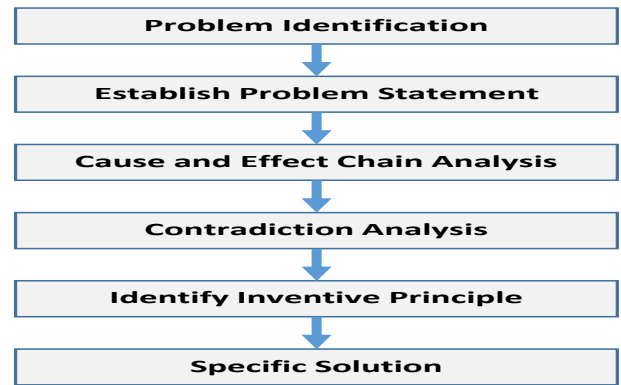 Problem Identification
Establish Problem Statement
Cause and Effect Chain Analysis
Contradiction Analysis
Identify Inventive Principle
Specific Solution